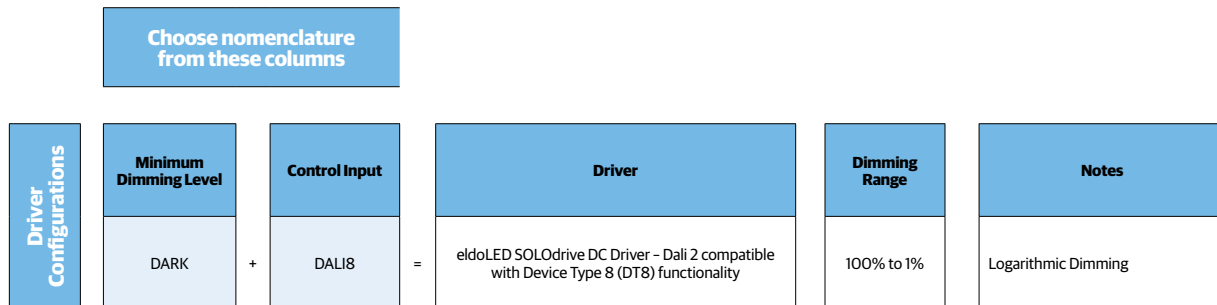 Choose nomenclature
from these columns
Driver
Configurations
Minimum
Dimming Level
Control Input
Driver
Dimming
Range
Notes
DARK
+
DALI8
=
eldoLED SOLOdrive DC Driver – Dali 2 compatible
with Device Type 8 (DT8) functionality
100% to 1%
Logarithmic Dimming